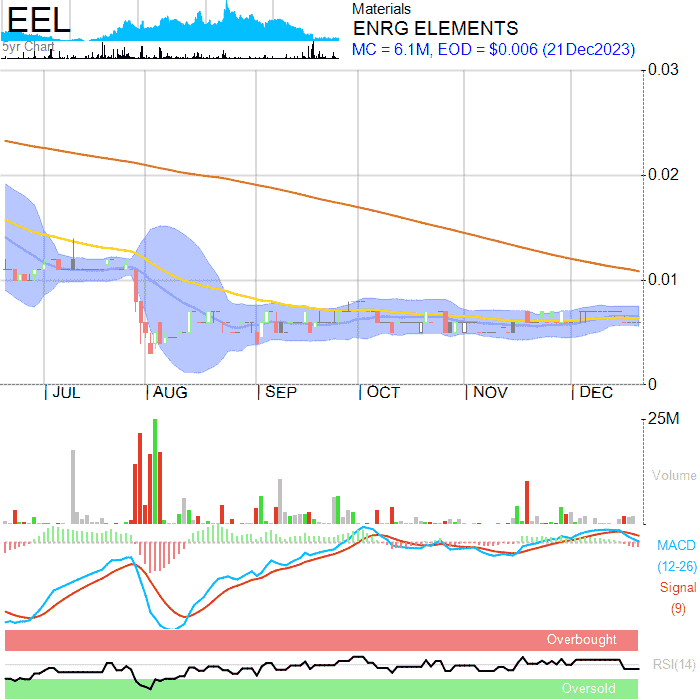 EEL
5yr Chart
Materials
ENRG ELEMENTS
MC = 6.1M, EOD = $0.006 (21Dec2023)
0.03
0.02
0.01
0
JUL AUG SEP OCT NOV DEC
25M
Volume
MACD
(12-26)
Signal
(9)
Overbought
RSI(14)
Oversold